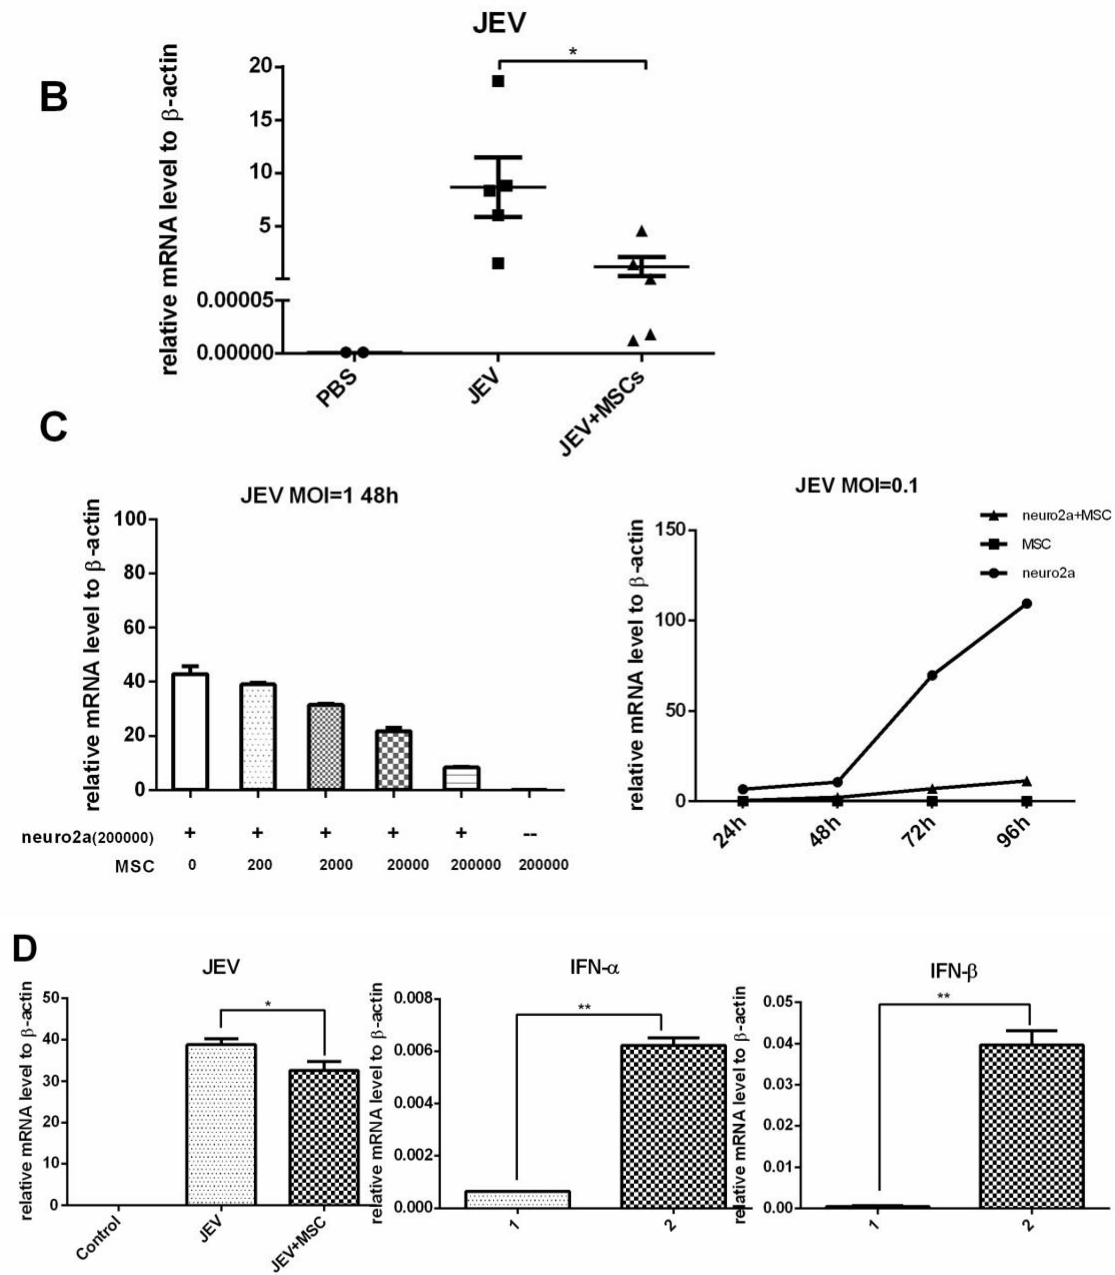 B
JEV
*
relative mRNA level to β-actin
20
15
10
5
0.00005
0.00000
PBS
JEV
JEV+MSCs
C
JEV MOI=1 48h
relative mRNA level to β-actin
100
80
60
40
20
0
neuro2a(200000) + + + + + --
MSC 0 200 2000 20000 200000 200000
JEV MOI=0.1
relative mRNA level to β-actin
150
100
50
0
24h
48h
72h
96h
neuro2a+MSC
MSC
neuro2a
D
JEV
*
relative mRNA level to β-actin
50
40
30
20
10
0
Control
JEV
JEV+MSC
IFN-α
**
relative mRNA level to β-actin
0.008
0.006
0.004
0.002
0.000
1
2
IFN-β
**
relative mRNA level to β-actin
0.05
0.04
0.03
0.02
0.01
0.00
1
2